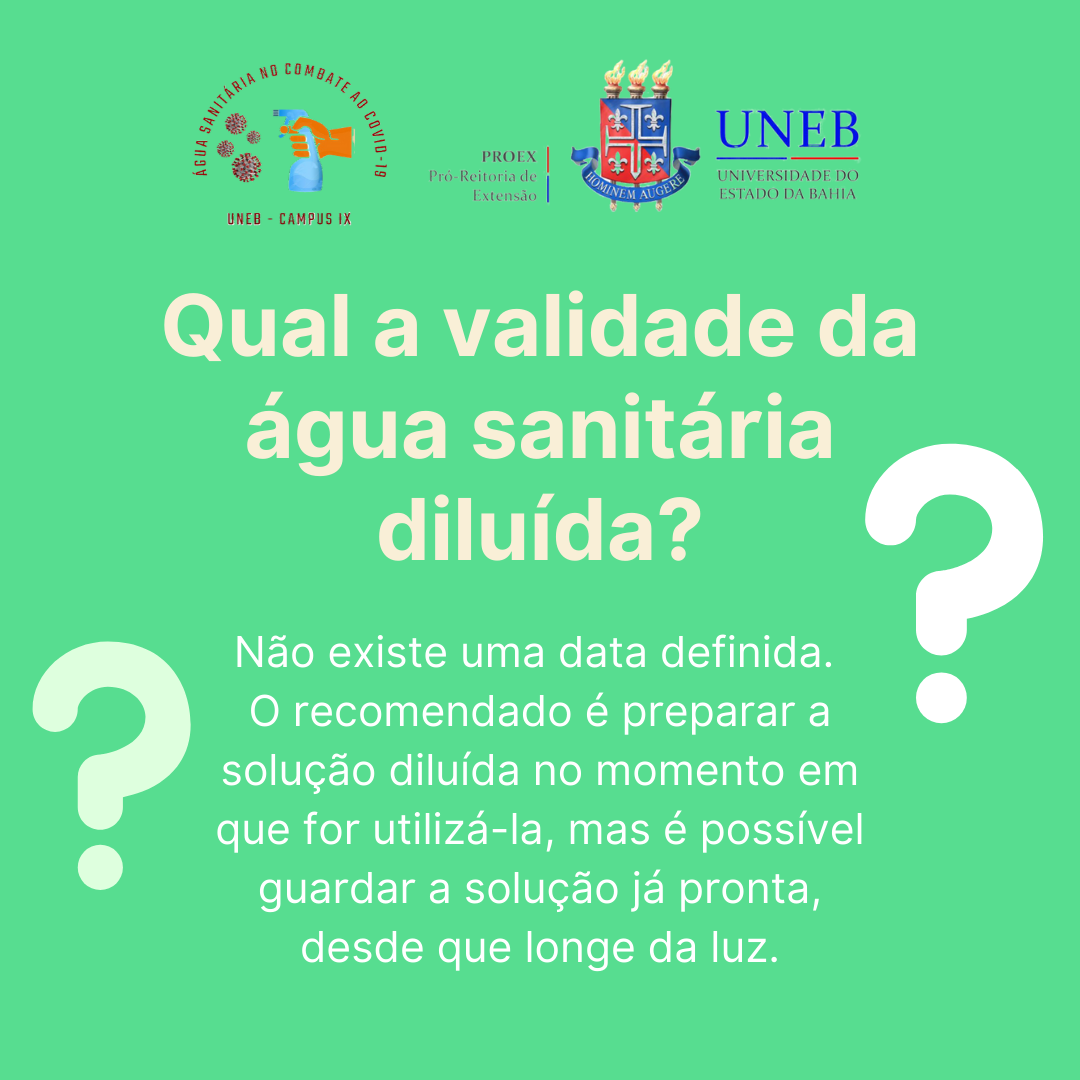 ÁGUA SANITÁRIA NO COMBATE AO COVID-19
UNEB - CAMPUS IX
PROEX
Pró-Reitoria de
Extensão
HOMINEM AUGERE
UNEB
UNIVERSIDADE DO
ESTADO DA BAHIA
Qual a validade da
água sanitária
diluída?
Não existe uma data definida.
O recomendado é preparar a
solução diluída no momento em
que for utilizá-la, mas é possível
guardar a solução já pronta,
desde que longe da luz.
?
?